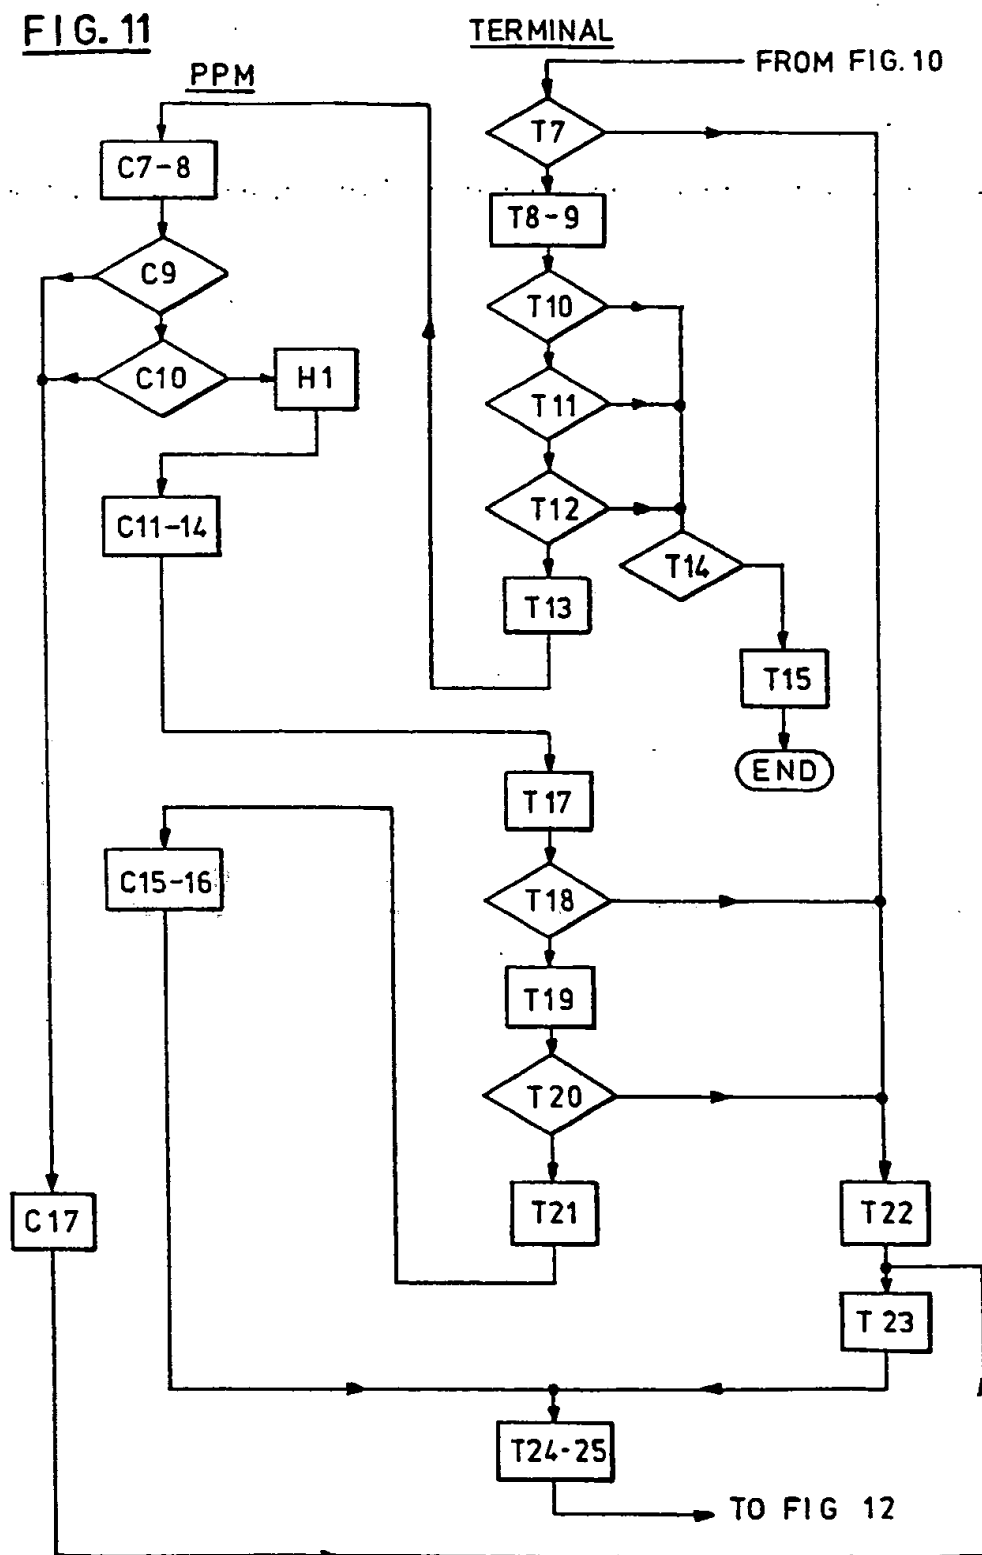 FIG. 11
TERMINAL
FROM FIG. 10
PPM
T7
C7-8
T8-9
C9
T10
C10
H1
T11
T12
C11-14
T14
T13
T15
END
T17
C15-16
T18
T19
T20
T21
T22
C17
T 23
T24-25
TO FIG 12